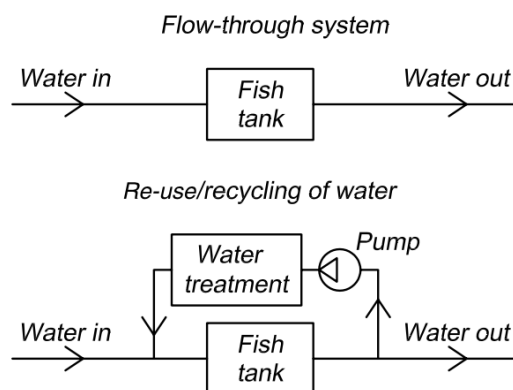 Flow-through system
Water in
Water out
Fish
tank
Re-use/recycling of water
Pump
Water
treatment
Water in
Water out
Fish
tank